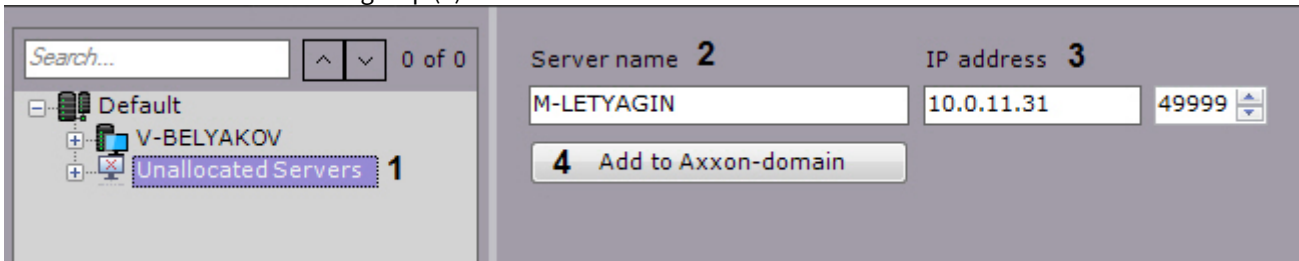 Search... 0 of 0
Default
V-BELYAKOV
Unallocated Servers 1
Server name 2 IP address 3
M-LETYAGIN 10.0.11.31 49999
4 Add to Axxon-domain